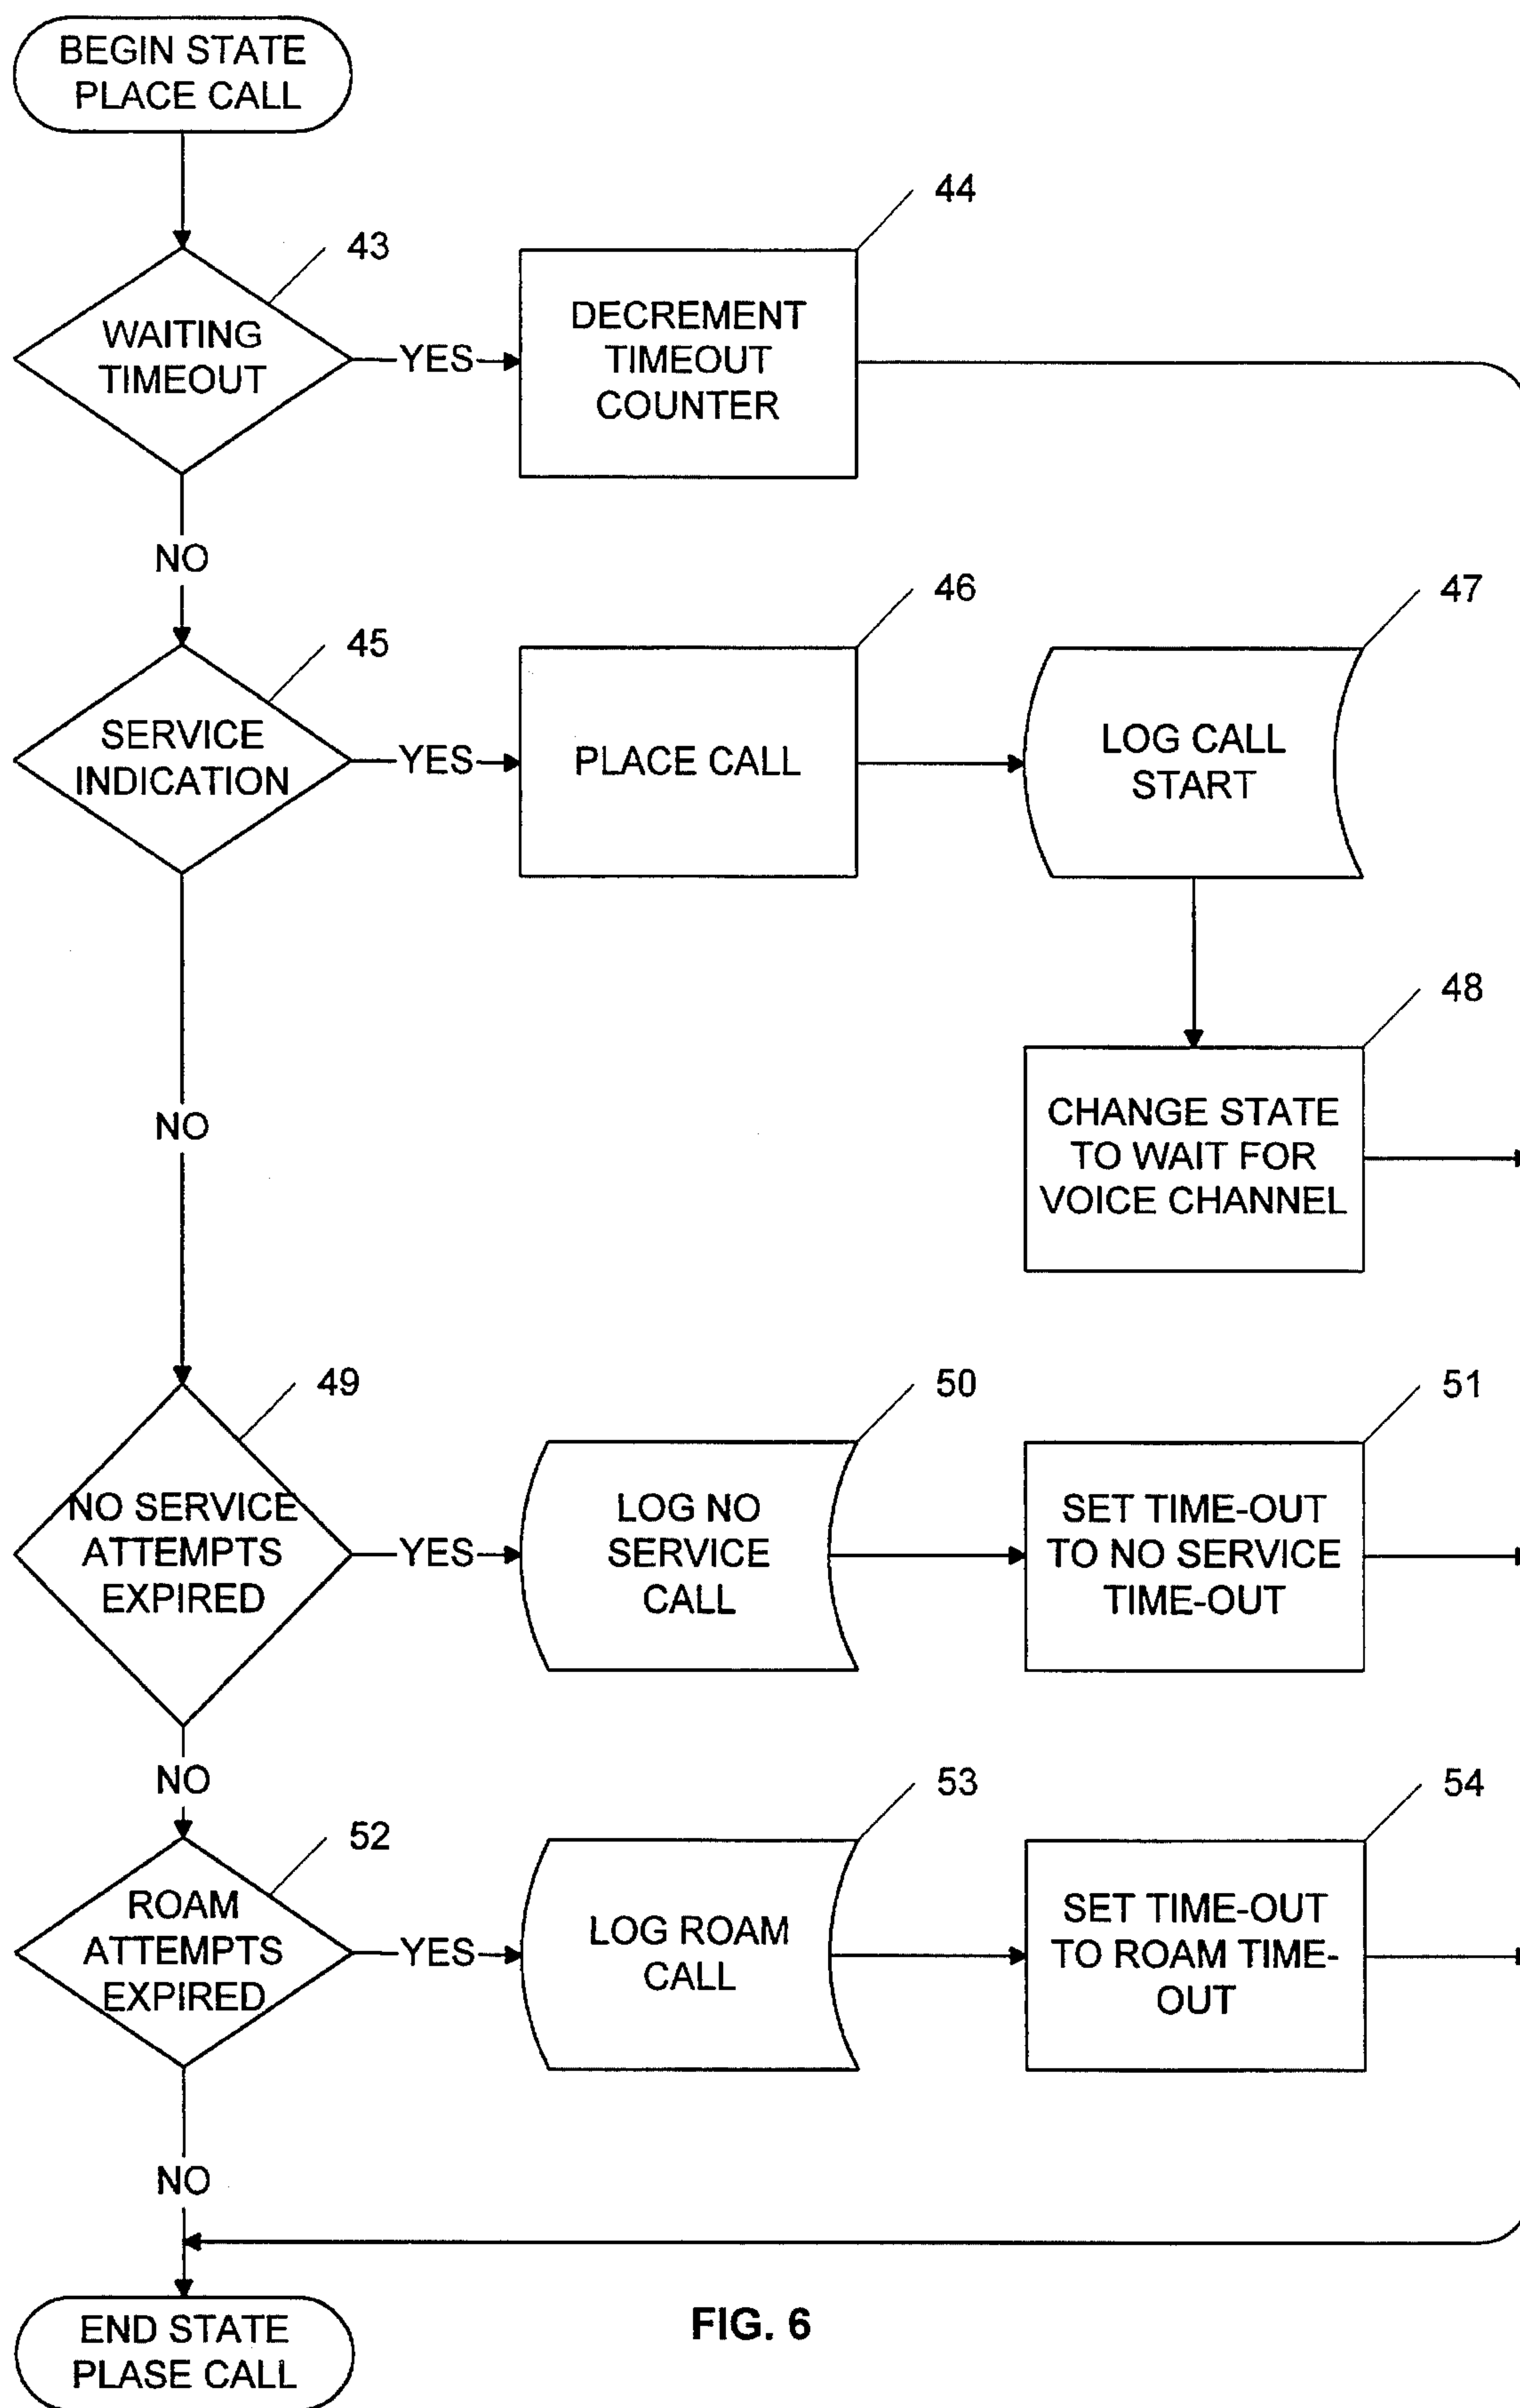 BEGIN STATE
PLACE CALL
43
WAITING
TIMEOUT
YES
44
DECREMENT
TIMEOUT
COUNTER
NO
45
SERVICE
INDICATION
YES
46
PLACE CALL
47
LOG CALL
START
48
CHANGE STATE
TO WAIT FOR
VOICE CHANNEL
NO
49
NO SERVICE
ATTEMPTS
EXPIRED
YES
50
LOG NO
SERVICE
CALL
51
SET TIME-OUT
TO NO SERVICE
TIME-OUT
NO
52
ROAM
ATTEMPTS
EXPIRED
YES
53
LOG ROAM
CALL
54
SET TIME-OUT
TO ROAM TIME-
OUT
NO
END STATE
PLASE CALL
FIG. 6